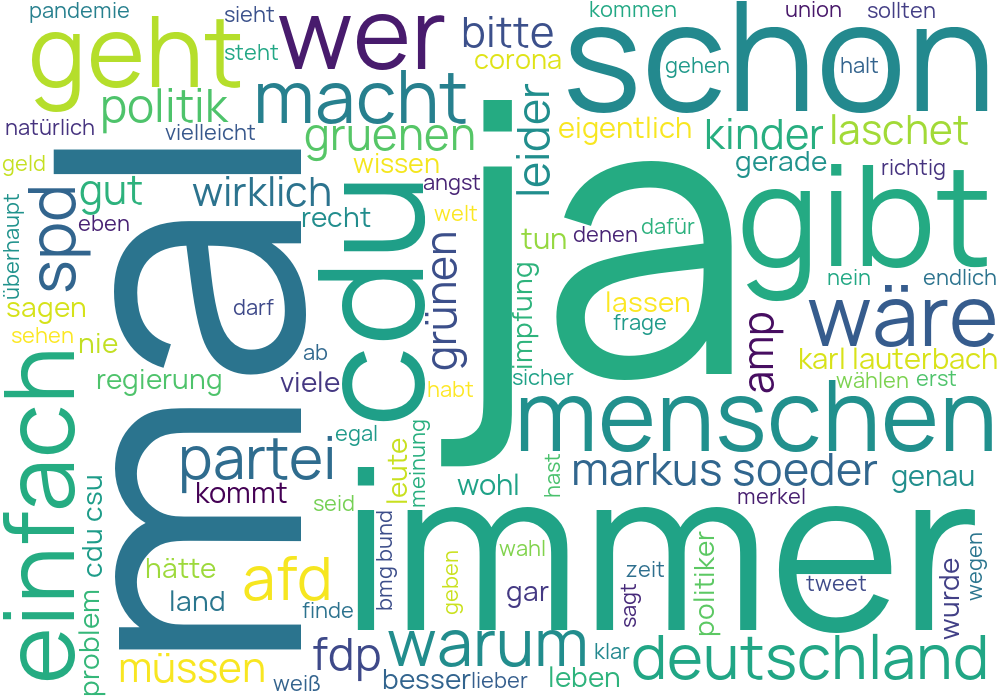 pandemie
sieht
wer
bitte
kommen
union
sollten
geht
steht
corona
schon
gehen
halt
politik
macht
natürlich
vielleicht
gruenen
leider
eigentlich
kinder
laschet
geld
mal
wissen
gerade
richtig
gut
wirklich
cdu
angst
ja
gibt
spd
eben
recht
welt
überhaupt
grünen
tun
denen
dafür
nein
endlich
sagen
darf
impfung
lassen
frage
amp
wäre
sehen
nie
ab
karl lauterbach
regierung
viele
habt
sicher
wählen
erst
einfach
menschen
partei
egal
leute
meinung
kommt
wohl
hast
markus soeder
genau
seid
merkel
cdu csu
immer
hätte
afd
bmg bund
geben
wahl
gar
zeit
sagt
politiker
tweet
wurde
wegen
land
finde
problem
müssen
fdp
warum
klar
deutschland
weiß
besser
lieber
leben